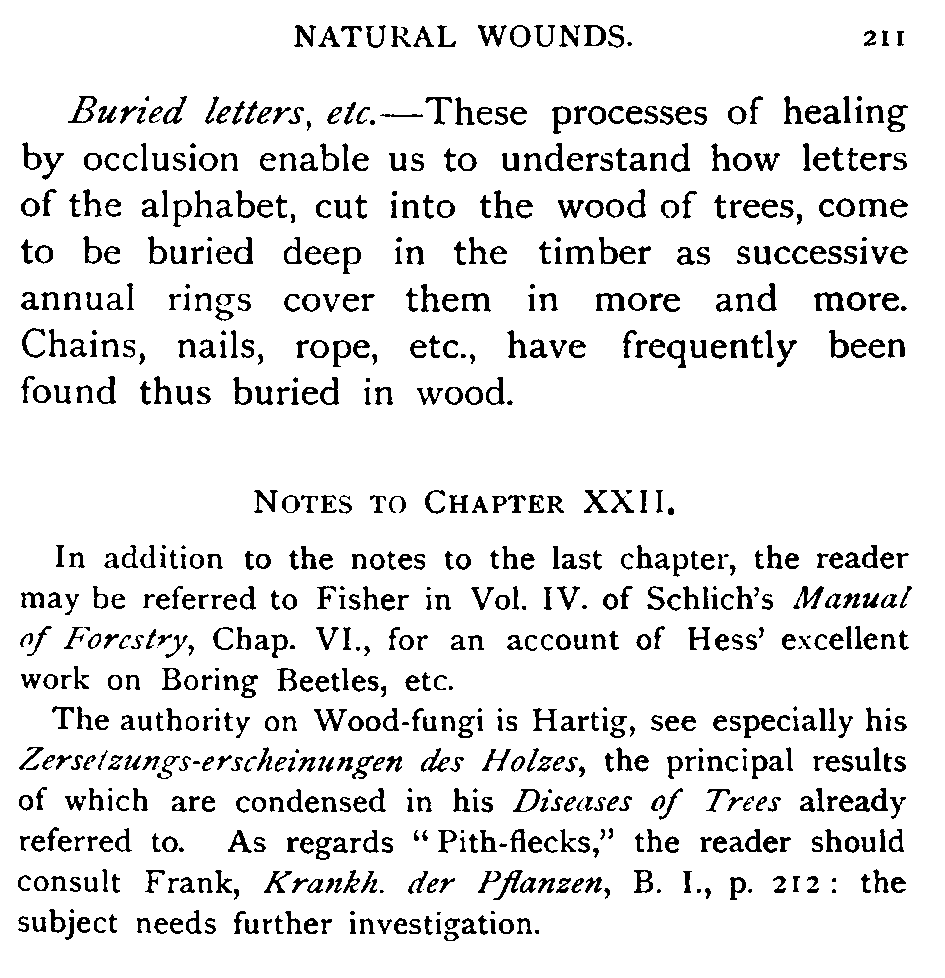 NATURAL WOUNDS. 211
Buried letters, etc.—These processes of healing
by occlusion enable us to understand how letters
of the alphabet, cut into the wood of trees, come
to be buried deep in the timber as successive
annual rings cover them in more and more.
Chains, nails, rope, etc., have frequently been
found thus buried in wood.
NOTES TO CHAPTER XXII.
In addition to the notes to the last chapter, the reader
may be referred to Fisher in Vol. IV. of Schlich's Manual
of Forestry, Chap. VI., for an account of Hess' excellent
work on Boring Beetles, etc.
The authority on Wood-fungi is Hartig, see especially his
Zersetzungs-erscheinungen des Holzes, the principal results
of which are condensed in his Diseases of Trees already
referred to. As regards "Pith-flecks," the reader should
consult Frank, Krankh. der Pflanzen, B. I., p. 212: the
subject needs further investigation.